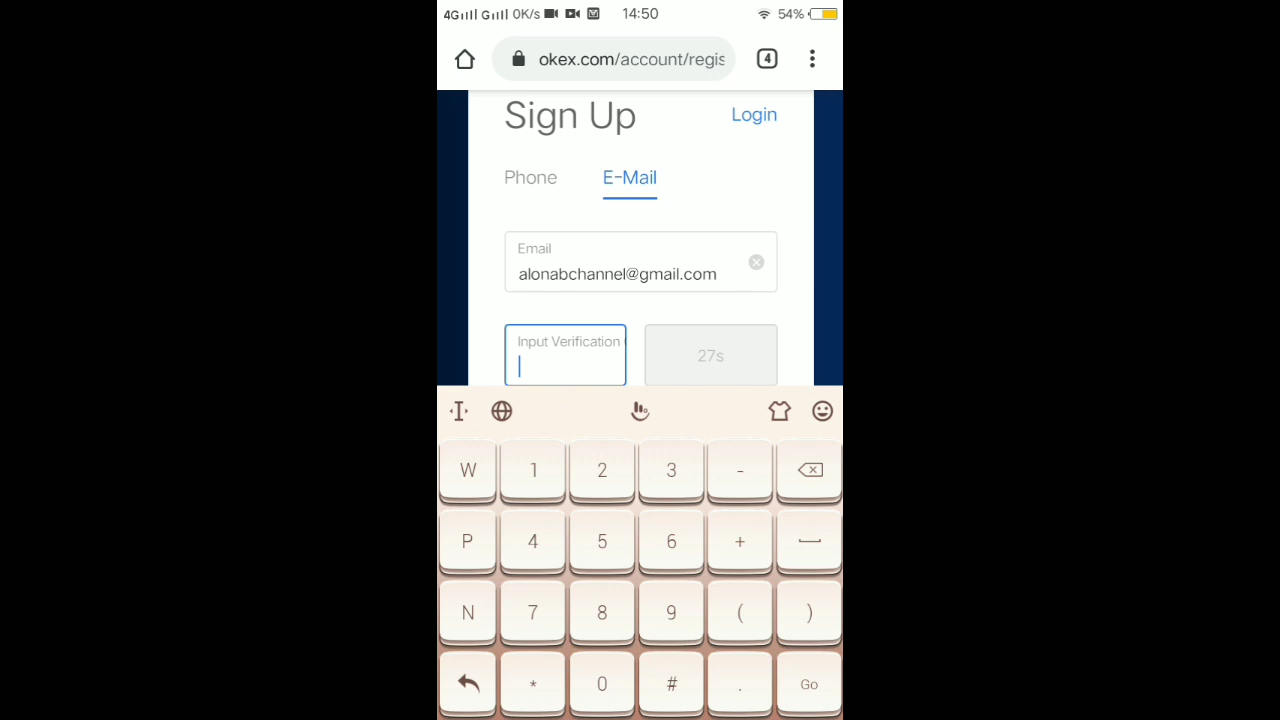 4G G 0K/s 14:50 54%
okex.com/account/regis 4
Sign Up Login
Phone E-Mail
Email
alonabchannel@gmail.com
Input Verification
27s
W 1 2 3 -
P 4 5 6 +
N 7 8 9 ( )
* 0 # . Go